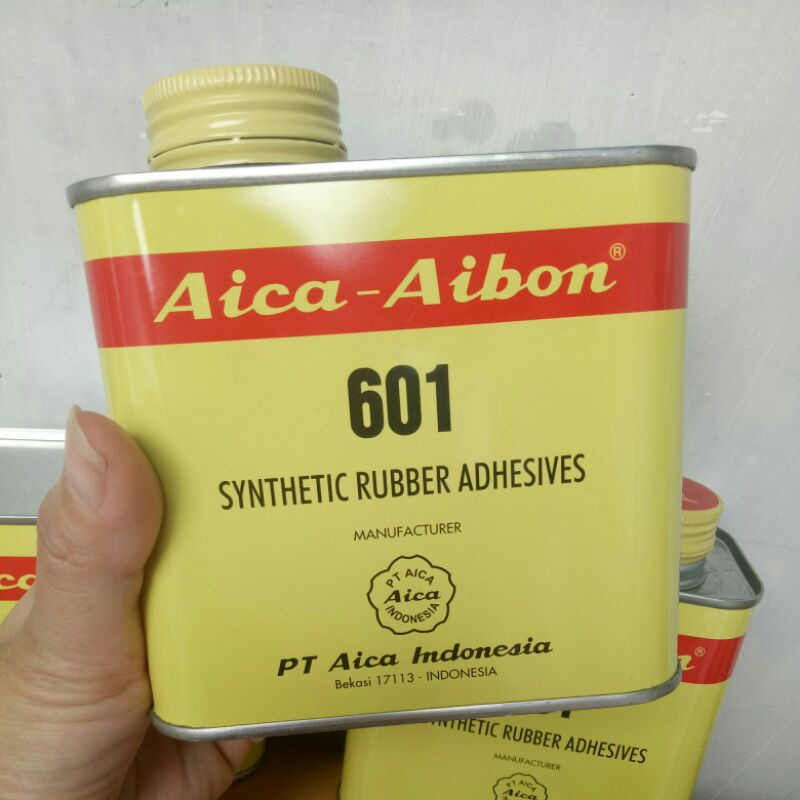 Aica-Aibon®
601
SYNTHETIC RUBBER ADHESIVES
MANUFACTURER
PT AICA
Aica
INDONESIA
PT Aica Indonesia
Bekasi 17113 - INDONESIA
SYNTHETIC RUBBER ADHESIVES
MANUFACTURER
Aica